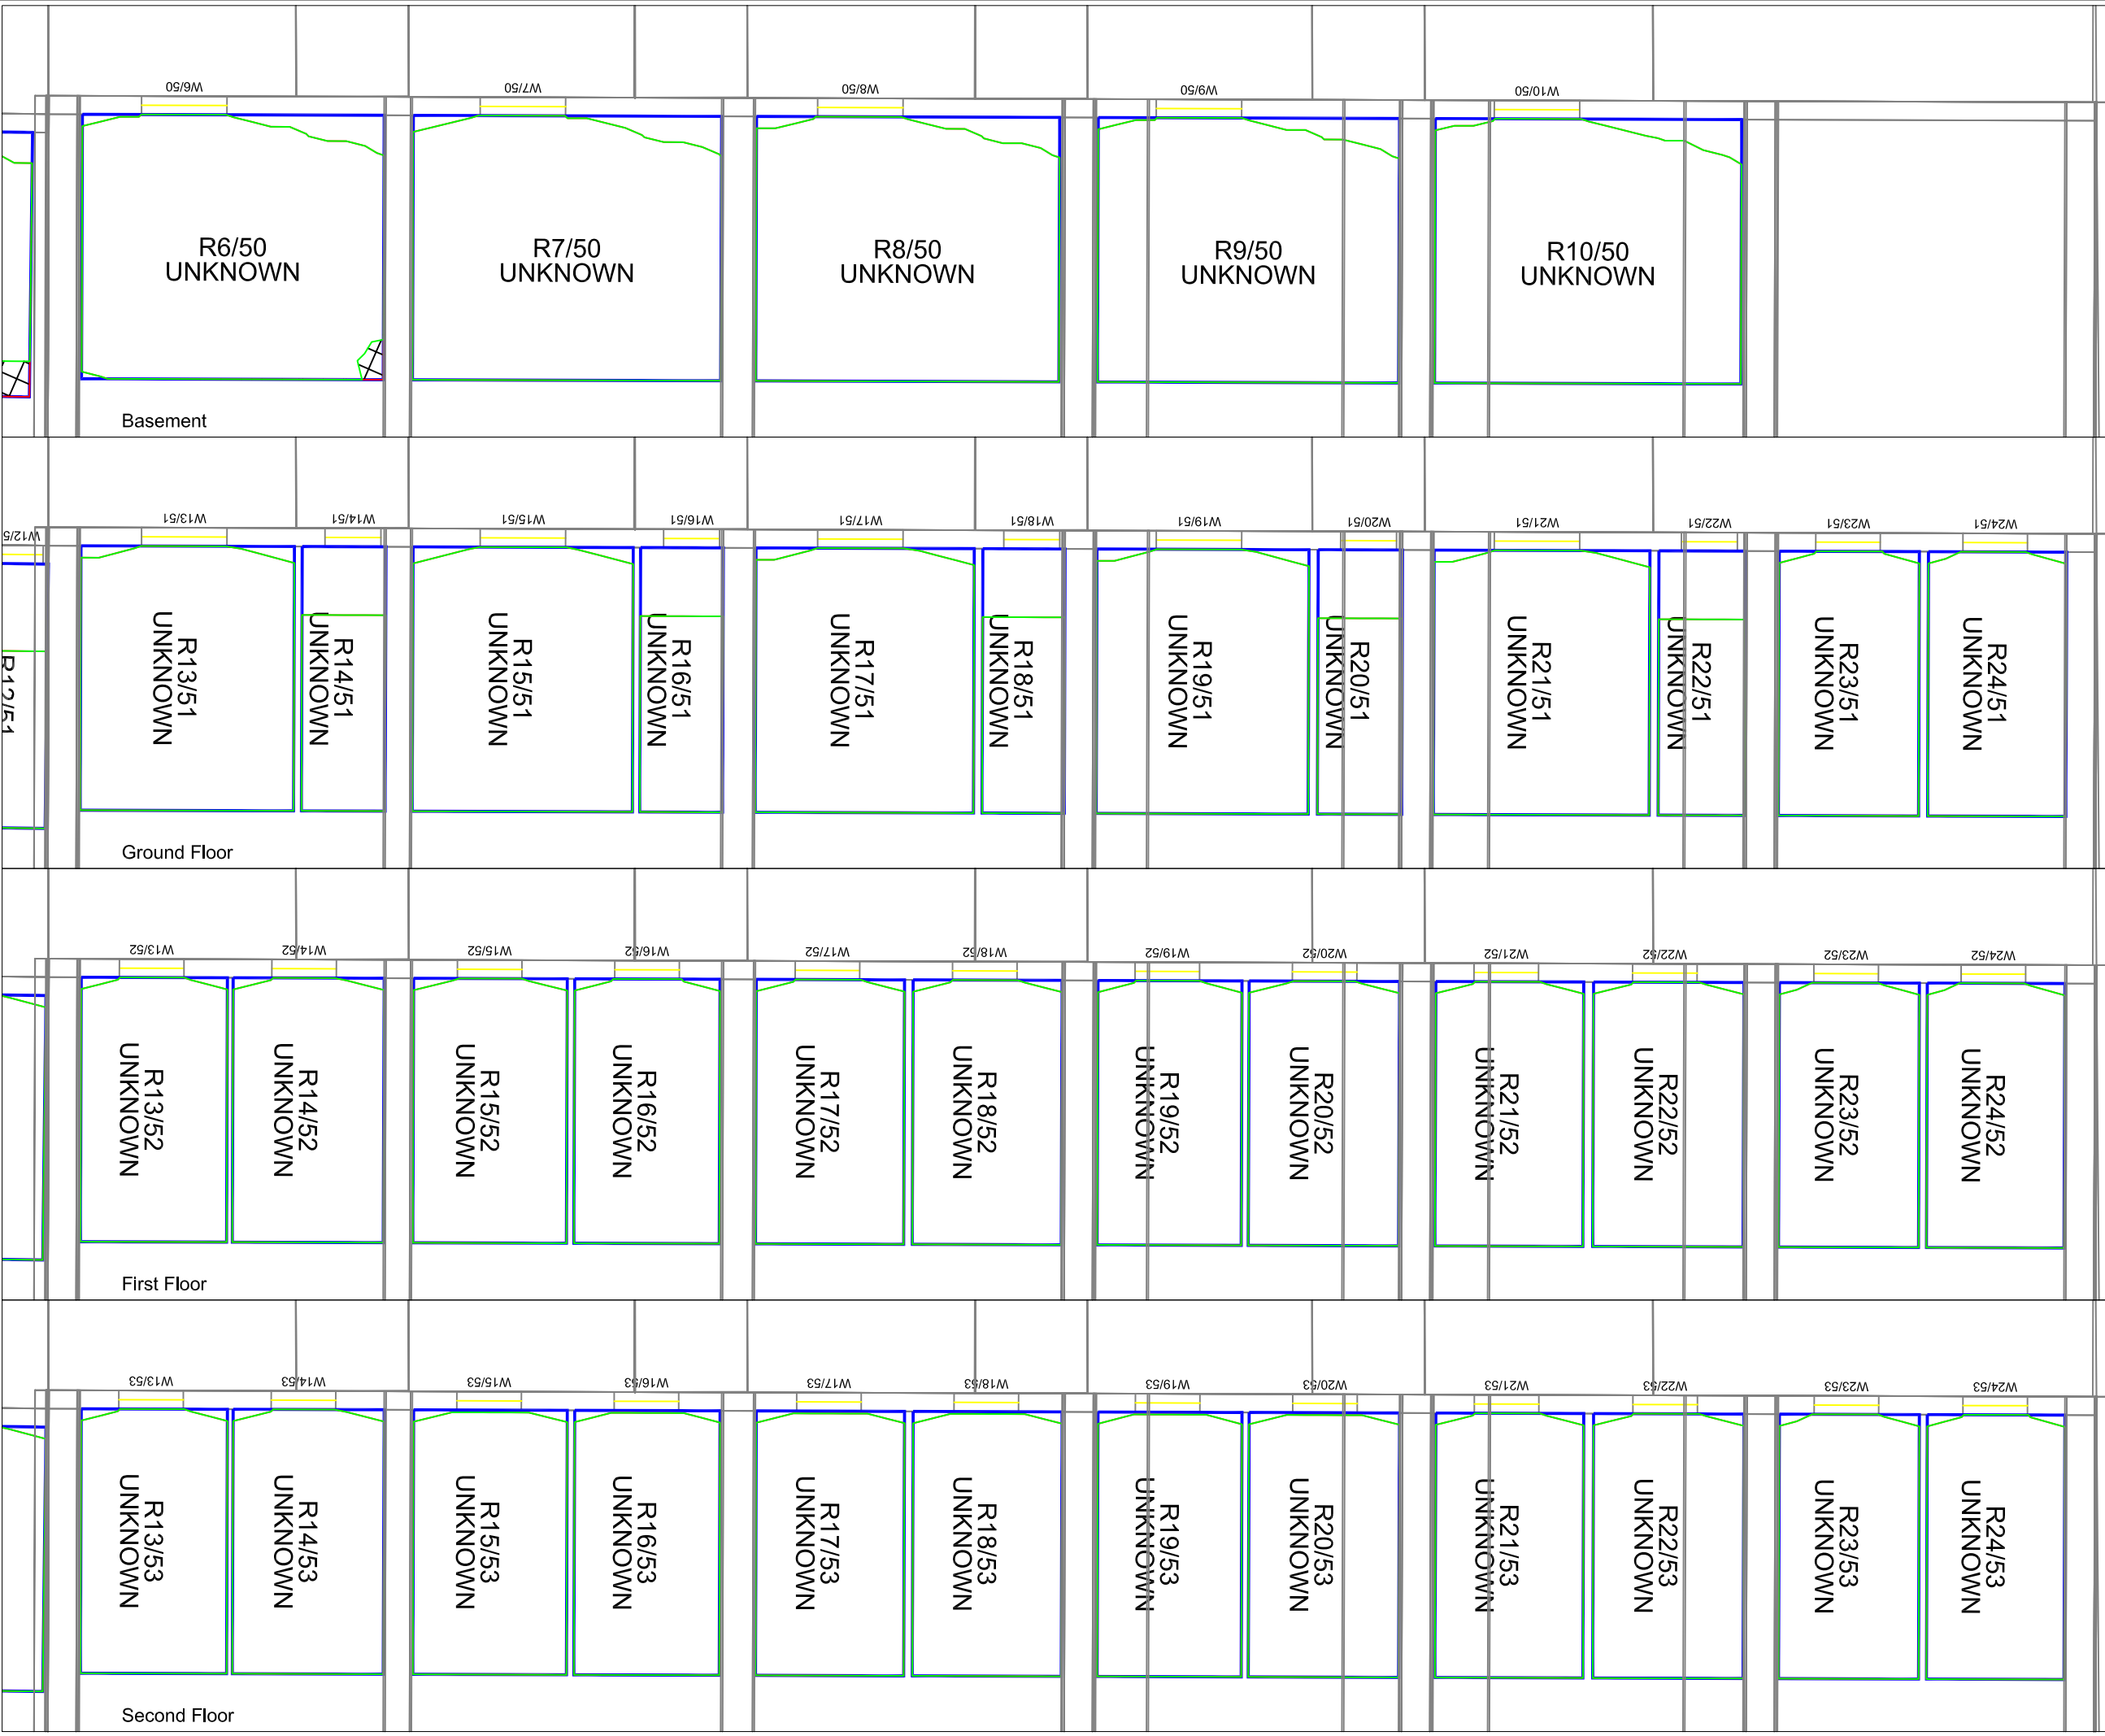 W6/50
W7/50
W8/50
W9/50
W10/50
R6/50
UNKNOWN
R7/50
UNKNOWN
R8/50
UNKNOWN
R9/50
UNKNOWN
R10/50
UNKNOWN
Basement
W12/5
W13/51
W14/51
W15/51
W16/51
W17/51
W18/51
W19/51
W20/51
W21/51
W22/51
W23/51
W24/51
R12/51
R13/51
UNKNOWN
R14/51
UNKNOWN
R15/51
UNKNOWN
R16/51
UNKNOWN
R17/51
UNKNOWN
R18/51
UNKNOWN
R19/51
UNKNOWN
R20/51
UNKNOWN
R21/51
UNKNOWN
R22/51
UNKNOWN
R23/51
UNKNOWN
R24/51
UNKNOWN
Ground Floor
W13/52
W14/52
W15/52
W16/52
W17/52
W18/52
W19/52
W20/52
W21/52
W22/52
W23/52
W24/52
R13/52
UNKNOWN
R14/52
UNKNOWN
R15/52
UNKNOWN
R16/52
UNKNOWN
R17/52
UNKNOWN
R18/52
UNKNOWN
R19/52
UNKNOWN
R20/52
UNKNOWN
R21/52
UNKNOWN
R22/52
UNKNOWN
R23/52
UNKNOWN
R24/52
UNKNOWN
First Floor
W13/53
W14/53
W15/53
W16/53
W17/53
W18/53
W19/53
W20/53
W21/53
W22/53
W23/53
W24/53
R13/53
UNKNOWN
R14/53
UNKNOWN
R15/53
UNKNOWN
R16/53
UNKNOWN
R17/53
UNKNOWN
R18/53
UNKNOWN
R19/53
UNKNOWN
R20/53
UNKNOWN
R21/53
UNKNOWN
R22/53
UNKNOWN
R23/53
UNKNOWN
R24/53
UNKNOWN
Second Floor